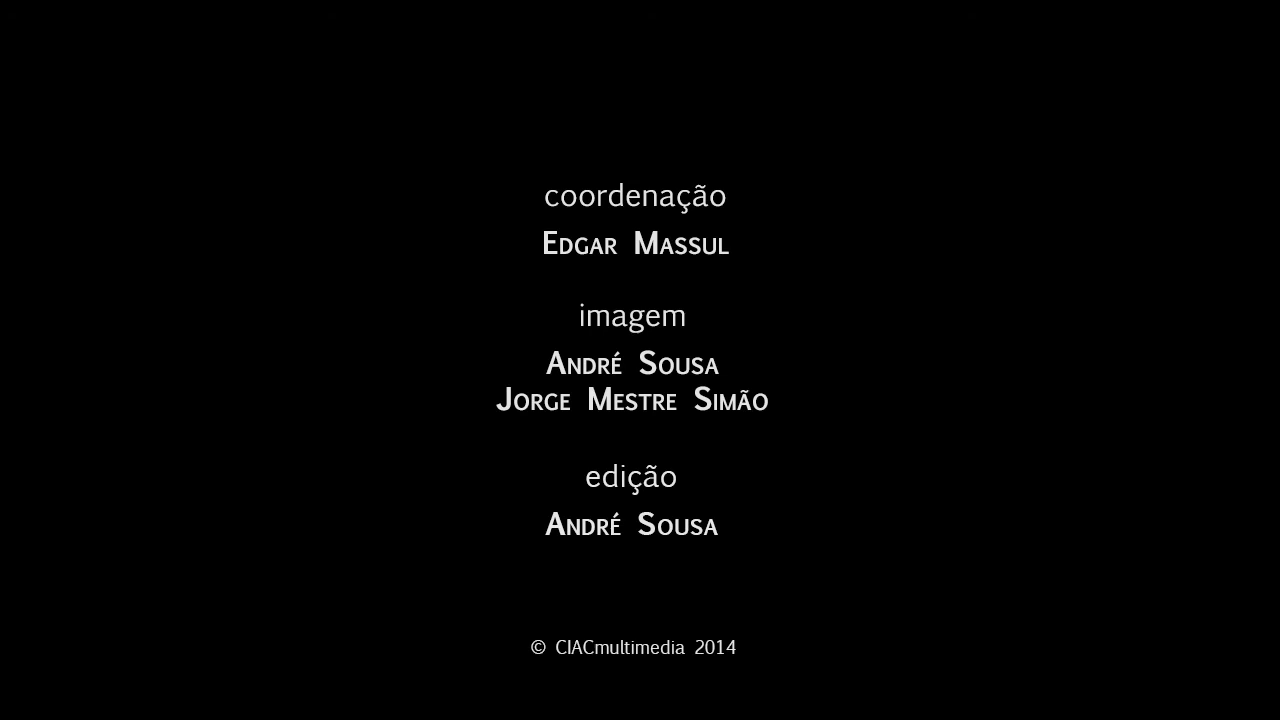 coordenação
Edgar Massul
imagem
André Sousa
Jorge Mestre Simão
edição
André Sousa
© CIACmultimedia 2014